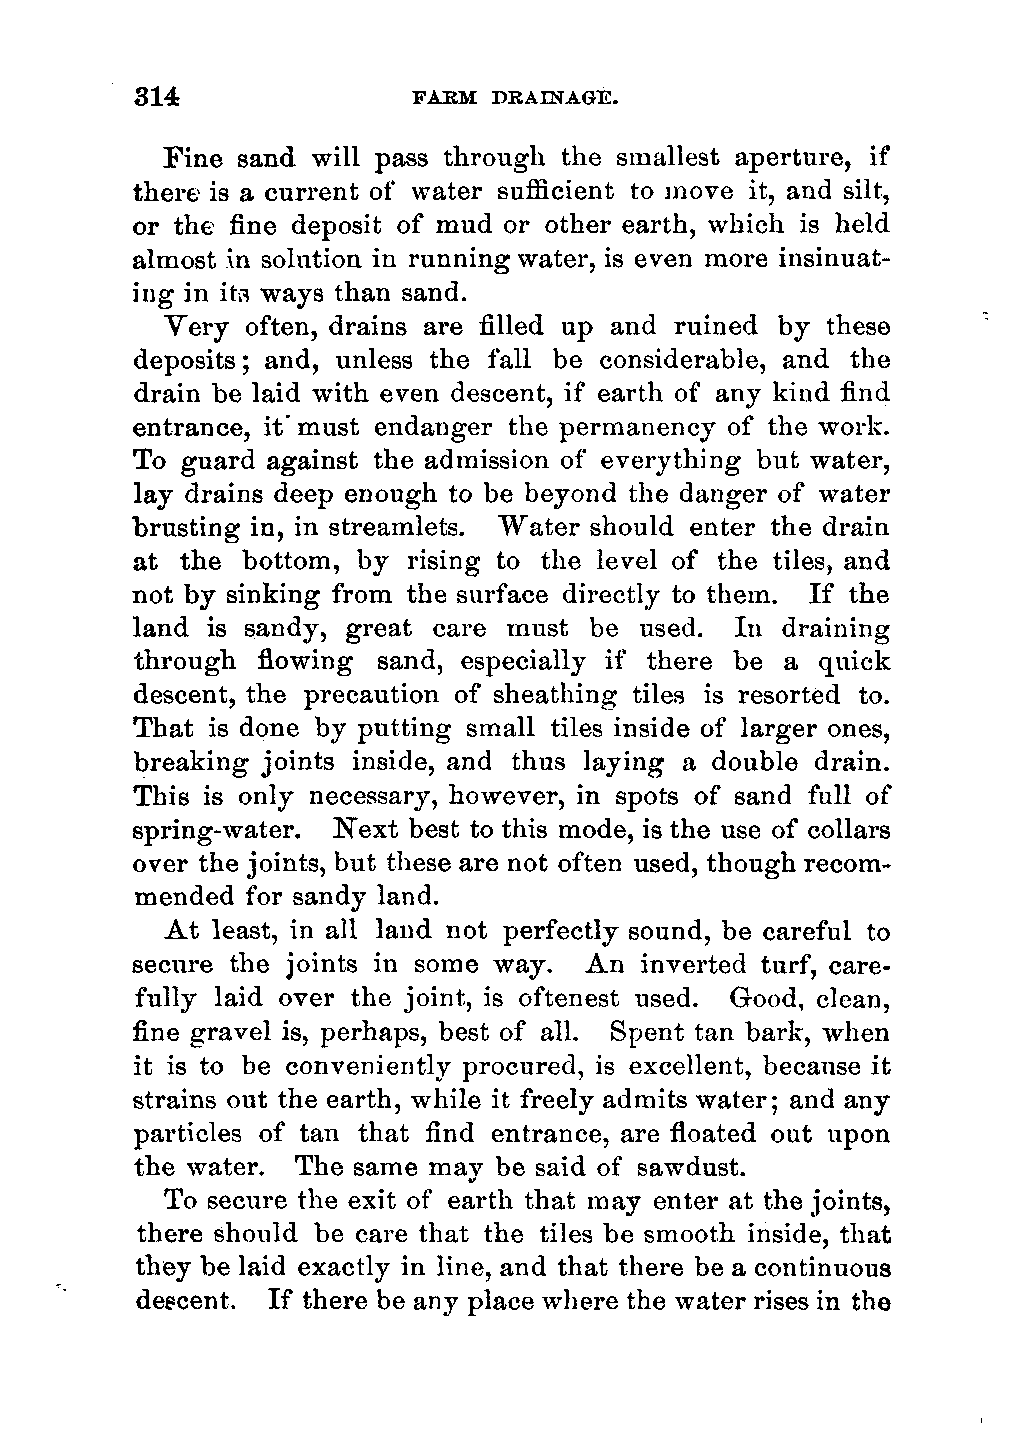 314 FARM DRAINAGE.
Fine sand will pass through the smallest aperture, if
there is a current of water sufficient to move it, and silt,
or the fine deposit of mud or other earth, which is held
almost in solution in running water, is even more insinuat-
ing in its ways than sand.
Very often, drains are filled up and ruined by these
deposits; and, unless the fall be considerable, and the
drain be laid with even descent, if earth of any kind find
entrance, it must endanger the permanency of the work.
To guard against the admission of everything but water,
lay drains deep enough to be beyond the danger of water
brusting in, in streamlets. Water should enter the drain
at the bottom, by rising to the level of the tiles, and
not by sinking from the surface directly to them. If the
land is sandy, great care must be used. In draining
through flowing sand, especially if there be a quick
descent, the precaution of sheathing tiles is resorted to.
That is done by putting small tiles inside of larger ones,
breaking joints inside, and thus laying a double drain.
This is only necessary, however, in spots of sand full of
spring-water. Next best to this mode, is the use of collars
over the joints, but these are not often used, though recom-
mended for sandy land.
At least, in all land not perfectly sound, be careful to
secure the joints in some way. An inverted turf, care-
fully laid over the joint, is oftenest used. Good, clean,
fine gravel is, perhaps, best of all. Spent tan bark, when
it is to be conveniently procured, is excellent, because it
strains out the earth, while it freely admits water; and any
particles of tan that find entrance, are floated out upon
the water. The same may be said of sawdust.
To secure the exit of earth that may enter at the joints,
there should be care that the tiles be smooth inside, that
they be laid exactly in line, and that there be a continuous
descent. If there be any place where the water rises in the